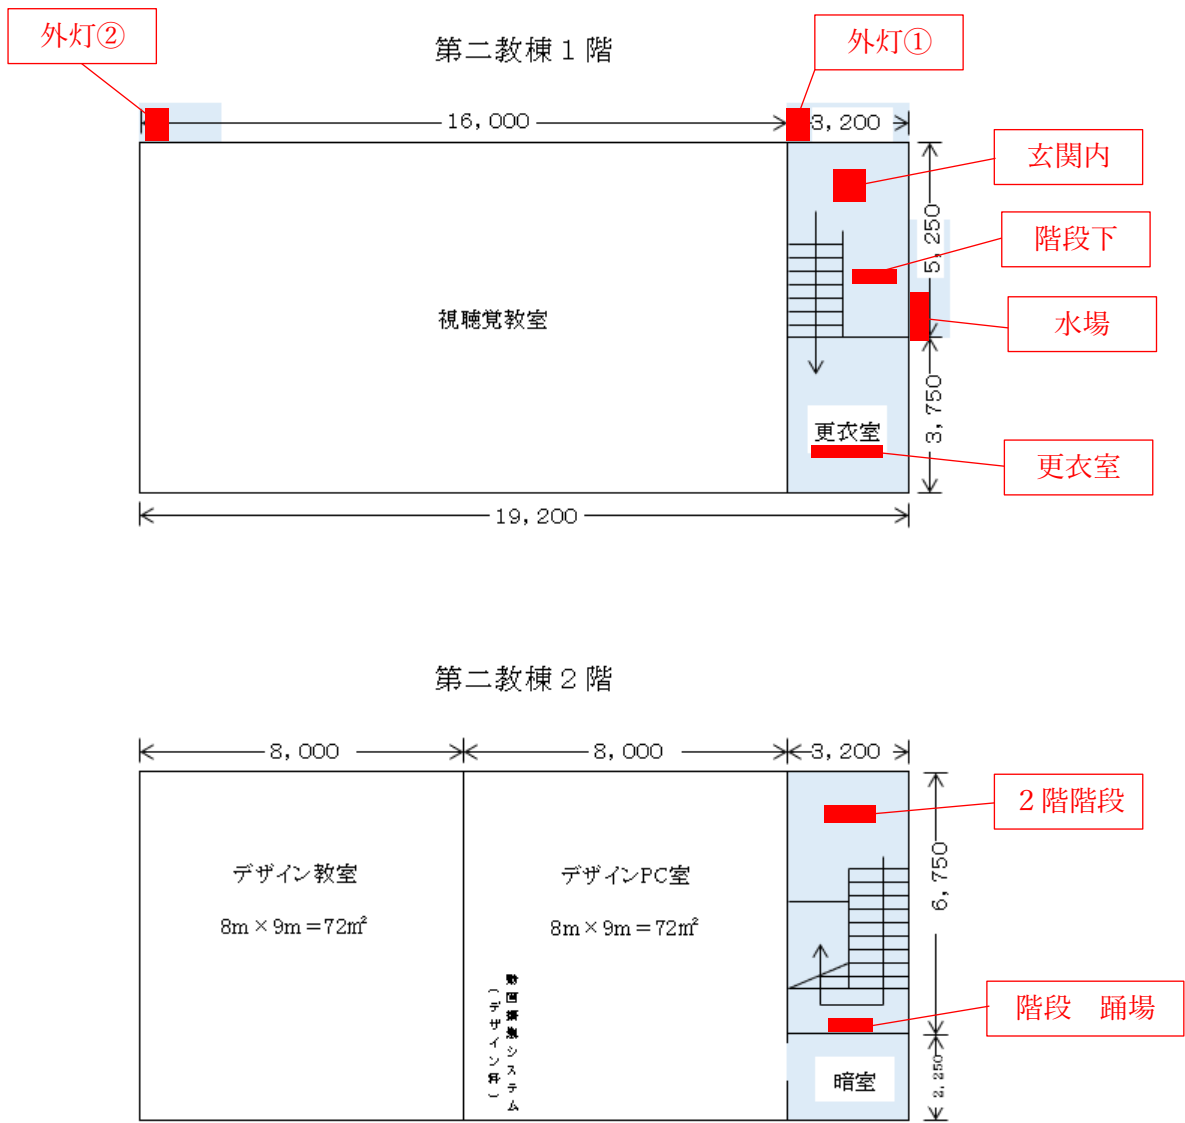 外灯②
外灯①
第二教棟１階
16,000
3,200
玄関内
階段下
5,250
水場
視聴覚教室
3,750
更衣室
更衣室
19,200
第二教棟２階
8,000
8,000
3,200
２階階段
6,750
デザイン教室
8m×9m＝72㎡
デザインPC室
8m×9m＝72㎡
システム
（デザイン科）
階段　踊場
暗室
2,250